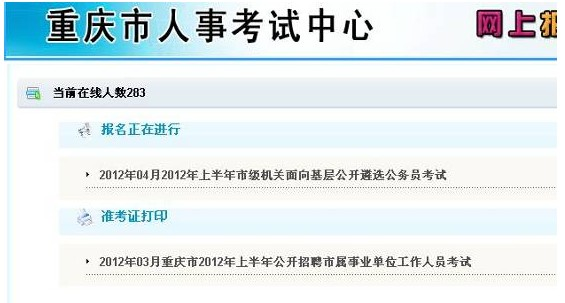 重庆市人事考试中心 网上报
当前在线人数283
报名正在进行
2012年04月2012年上半年市级机关面向基层公开遴选公务员考试
准考证打印
2012年03月重庆市2012年上半年公开招聘市属事业单位工作人员考试